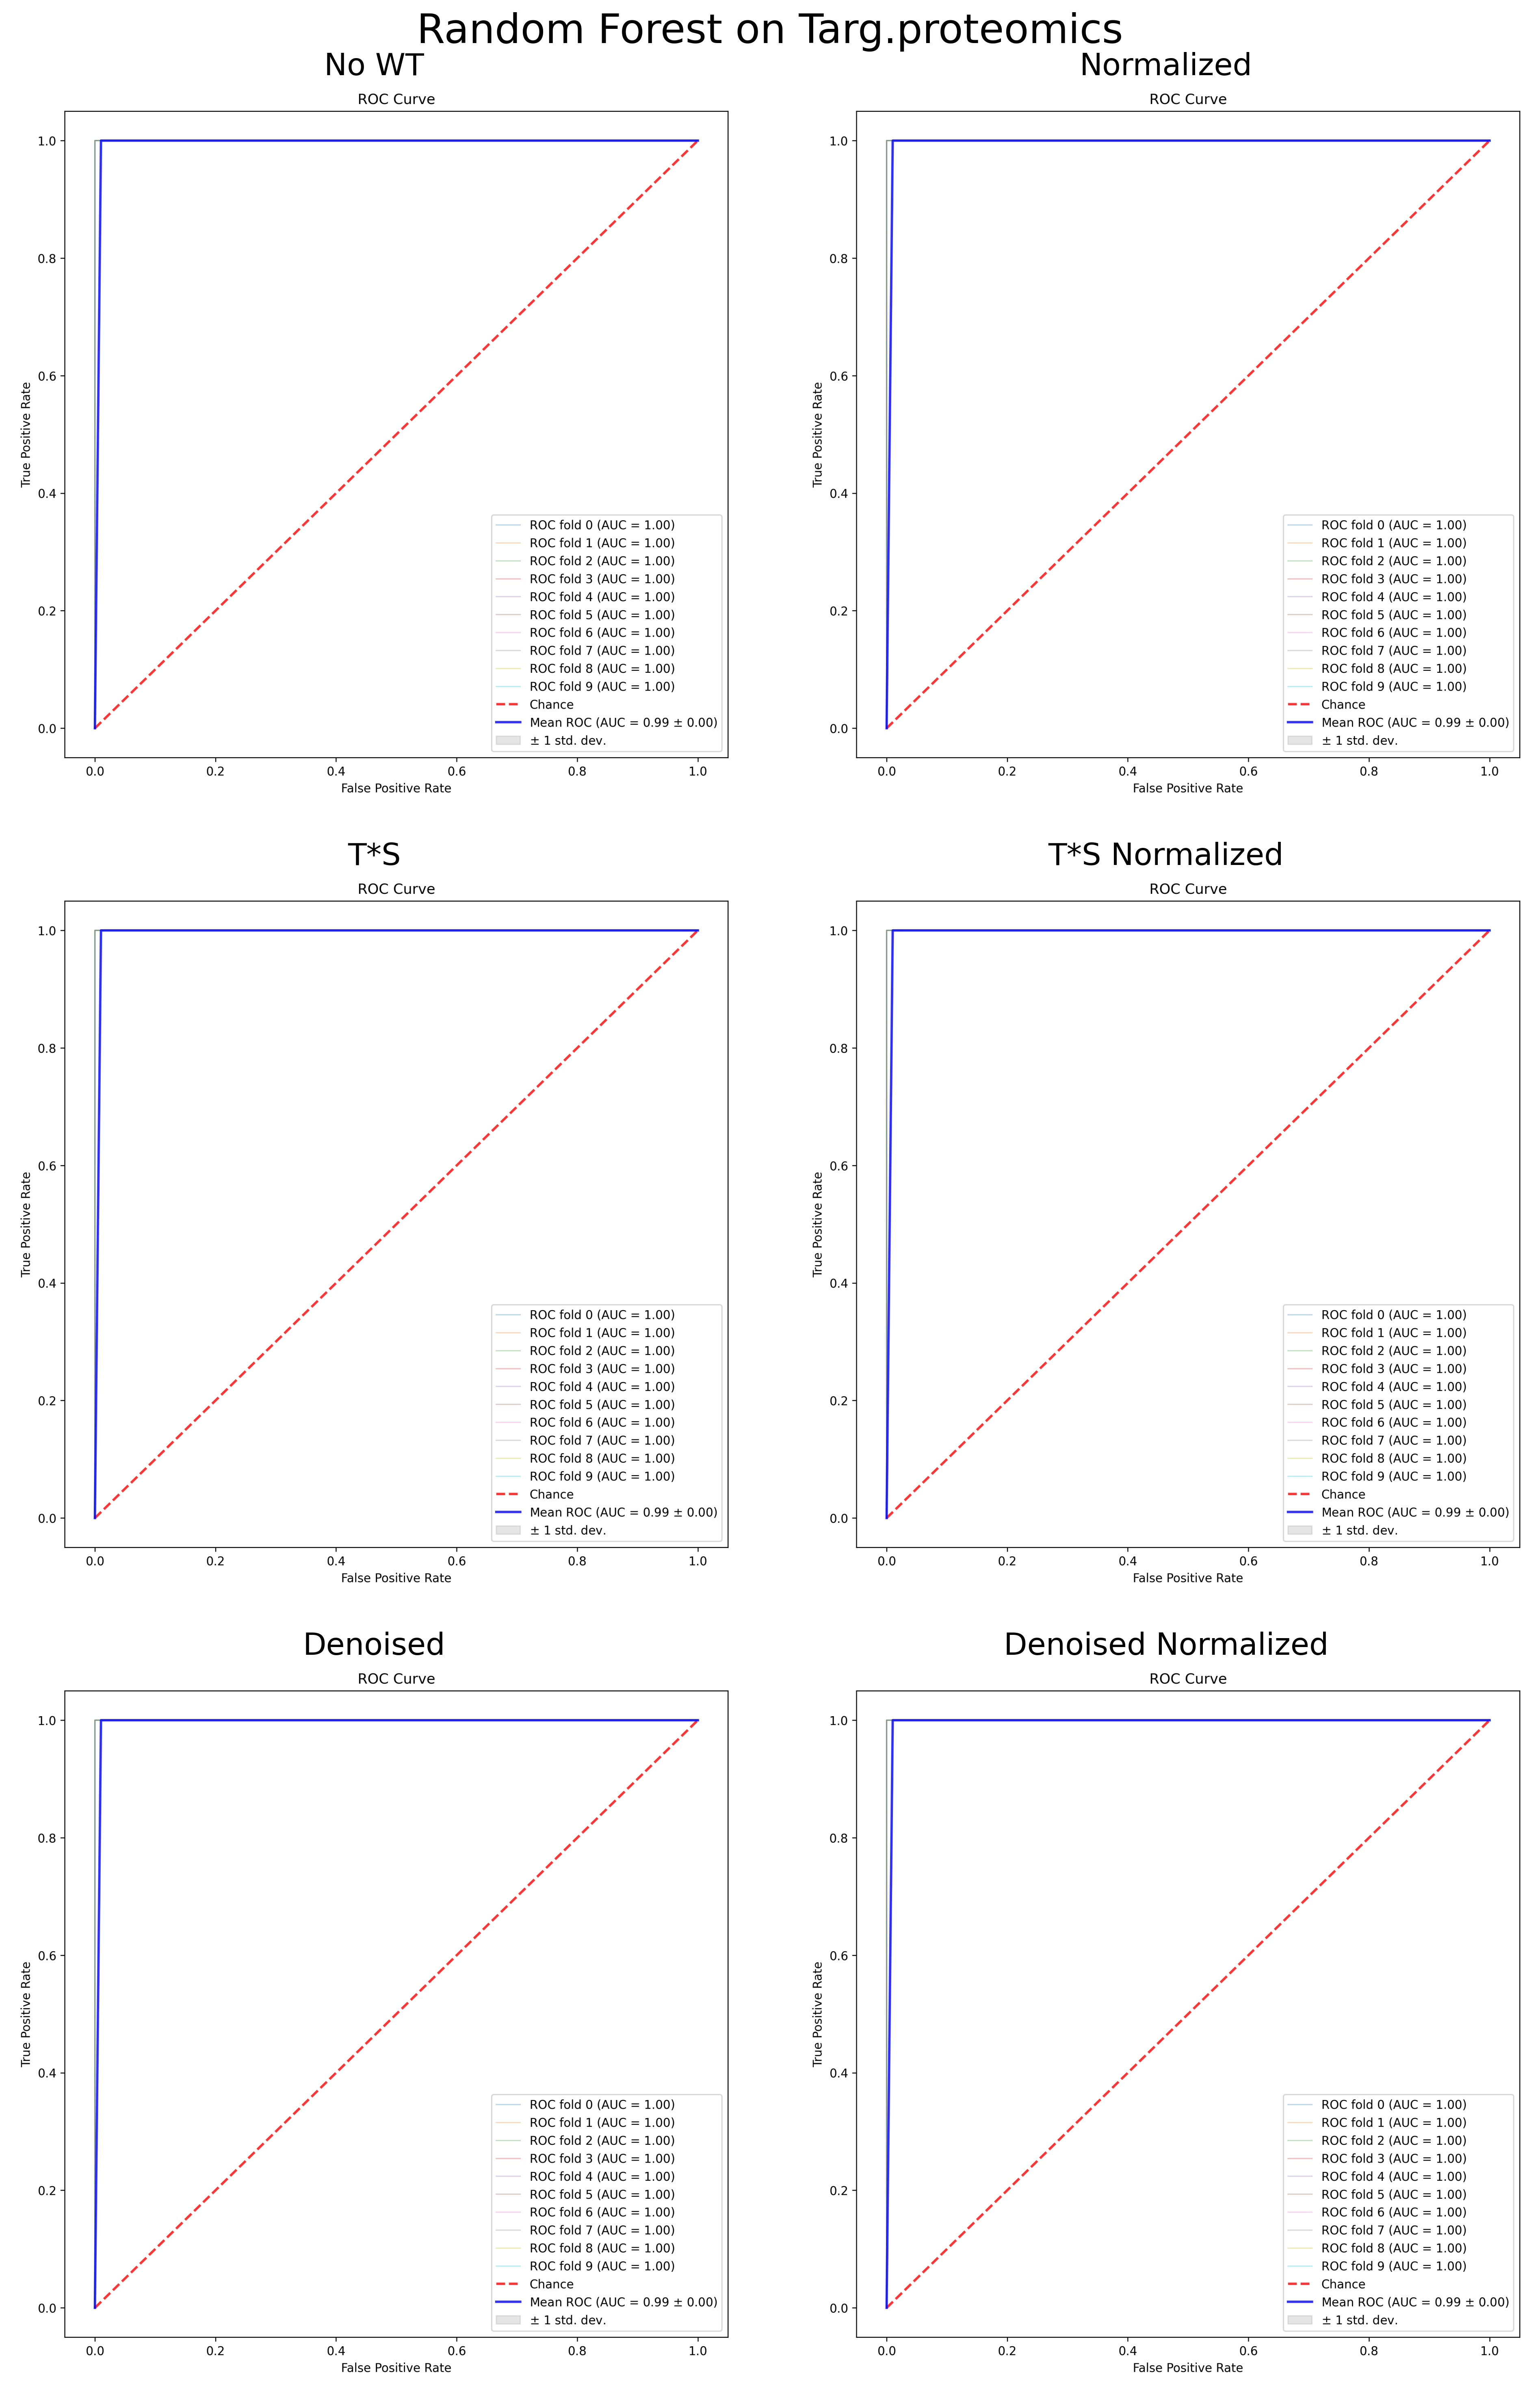 Random Forest on Targ.proteomics
No WT
ROC Curve
1.0
0.8
0.6
0.4
0.2
0.0
True Positive Rate
ROC fold 0 (AUC = 1.00)
ROC fold 1 (AUC = 1.00)
ROC fold 2 (AUC = 1.00)
ROC fold 3 (AUC = 1.00)
ROC fold 4 (AUC = 1.00)
ROC fold 5 (AUC = 1.00)
ROC fold 6 (AUC = 1.00)
ROC fold 7 (AUC = 1.00)
ROC fold 8 (AUC = 1.00)
ROC fold 9 (AUC = 1.00)
Chance
Mean ROC (AUC = 0.99 ± 0.00)
± 1 std. dev.
0.0 0.2 0.4 0.6 0.8 1.0
False Positive Rate
Normalized
ROC Curve
1.0
0.8
0.6
0.4
0.2
0.0
True Positive Rate
ROC fold 0 (AUC = 1.00)
ROC fold 1 (AUC = 1.00)
ROC fold 2 (AUC = 1.00)
ROC fold 3 (AUC = 1.00)
ROC fold 4 (AUC = 1.00)
ROC fold 5 (AUC = 1.00)
ROC fold 6 (AUC = 1.00)
ROC fold 7 (AUC = 1.00)
ROC fold 8 (AUC = 1.00)
ROC fold 9 (AUC = 1.00)
Chance
Mean ROC (AUC = 0.99 ± 0.00)
± 1 std. dev.
0.0 0.2 0.4 0.6 0.8 1.0
False Positive Rate
T*S
ROC Curve
1.0
0.8
0.6
0.4
0.2
0.0
True Positive Rate
ROC fold 0 (AUC = 1.00)
ROC fold 1 (AUC = 1.00)
ROC fold 2 (AUC = 1.00)
ROC fold 3 (AUC = 1.00)
ROC fold 4 (AUC = 1.00)
ROC fold 5 (AUC = 1.00)
ROC fold 6 (AUC = 1.00)
ROC fold 7 (AUC = 1.00)
ROC fold 8 (AUC = 1.00)
ROC fold 9 (AUC = 1.00)
Chance
Mean ROC (AUC = 0.99 ± 0.00)
± 1 std. dev.
0.0 0.2 0.4 0.6 0.8 1.0
False Positive Rate
T*S Normalized
ROC Curve
1.0
0.8
0.6
0.4
0.2
0.0
True Positive Rate
ROC fold 0 (AUC = 1.00)
ROC fold 1 (AUC = 1.00)
ROC fold 2 (AUC = 1.00)
ROC fold 3 (AUC = 1.00)
ROC fold 4 (AUC = 1.00)
ROC fold 5 (AUC = 1.00)
ROC fold 6 (AUC = 1.00)
ROC fold 7 (AUC = 1.00)
ROC fold 8 (AUC = 1.00)
ROC fold 9 (AUC = 1.00)
Chance
Mean ROC (AUC = 0.99 ± 0.00)
± 1 std. dev.
0.0 0.2 0.4 0.6 0.8 1.0
False Positive Rate
Denoised
ROC Curve
1.0
0.8
0.6
0.4
0.2
0.0
True Positive Rate
ROC fold 0 (AUC = 1.00)
ROC fold 1 (AUC = 1.00)
ROC fold 2 (AUC = 1.00)
ROC fold 3 (AUC = 1.00)
ROC fold 4 (AUC = 1.00)
ROC fold 5 (AUC = 1.00)
ROC fold 6 (AUC = 1.00)
ROC fold 7 (AUC = 1.00)
ROC fold 8 (AUC = 1.00)
ROC fold 9 (AUC = 1.00)
Chance
Mean ROC (AUC = 0.99 ± 0.00)
± 1 std. dev.
0.0 0.2 0.4 0.6 0.8 1.0
False Positive Rate
Denoised Normalized
ROC Curve
1.0
0.8
0.6
0.4
0.2
0.0
True Positive Rate
ROC fold 0 (AUC = 1.00)
ROC fold 1 (AUC = 1.00)
ROC fold 2 (AUC = 1.00)
ROC fold 3 (AUC = 1.00)
ROC fold 4 (AUC = 1.00)
ROC fold 5 (AUC = 1.00)
ROC fold 6 (AUC = 1.00)
ROC fold 7 (AUC = 1.00)
ROC fold 8 (AUC = 1.00)
ROC fold 9 (AUC = 1.00)
Chance
Mean ROC (AUC = 0.99 ± 0.00)
± 1 std. dev.
0.0 0.2 0.4 0.6 0.8 1.0
False Positive Rate